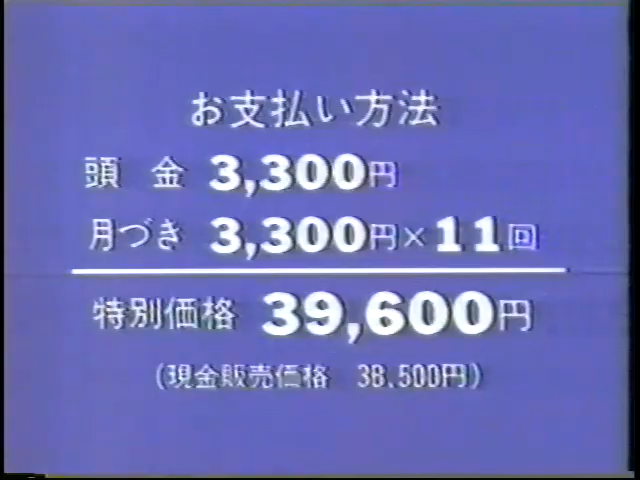 お支払い方法
頭 金 3,300円
月づき 3,300円×11回
特別価格 39,600円
(現金販売価格 38.500円)